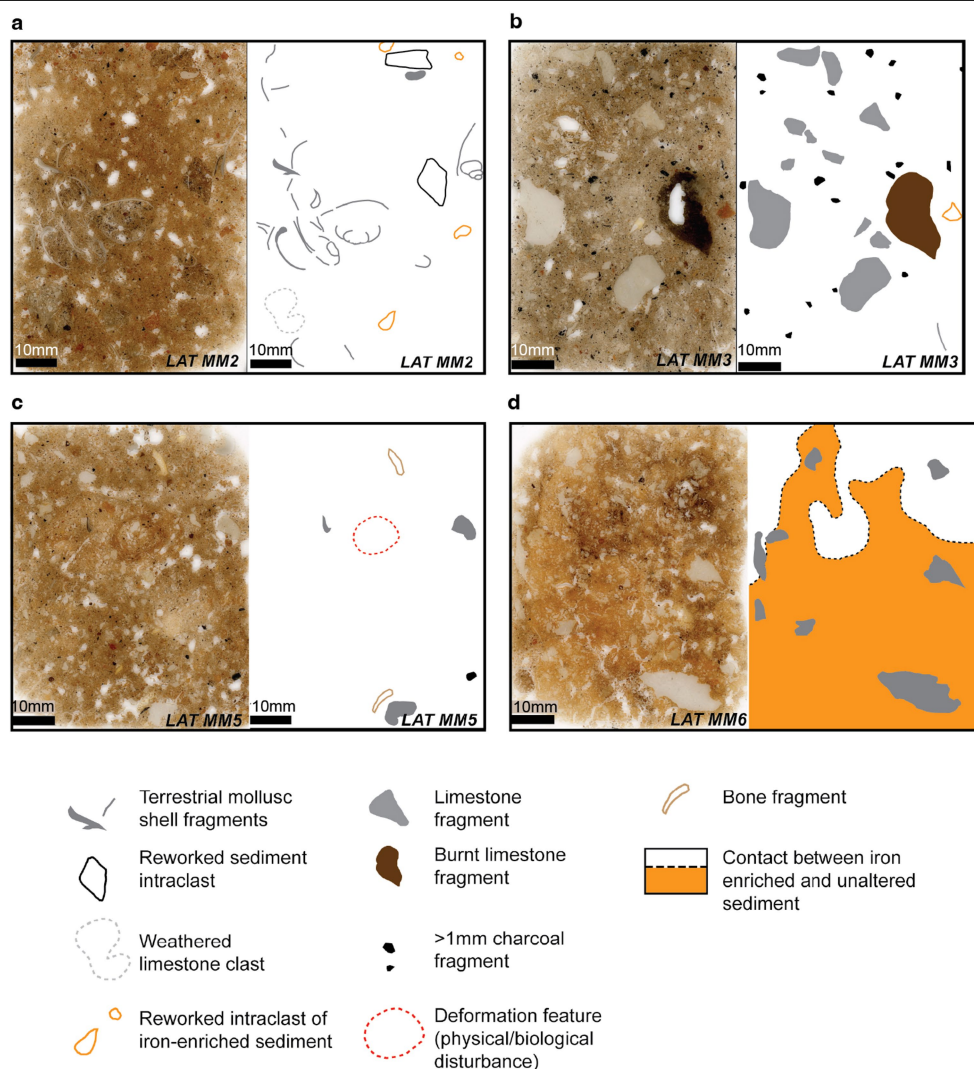 a
b
10mm
LAT MM2
10mm
LAT MM2
10mm
LAT MM3
10mm
LAT MM3
c
d
10mm
LAT MM5
10mm
LAT MM5
10mm
LAT MM6
Terrestrial mollusc
shell fragments
Limestone
fragment
Bone fragment
Reworked sediment
intraclast
Burnt limestone
fragment
Contact between iron
enriched and unaltered
sediment
Weathered
limestone clast
>1mm charcoal
fragment
Reworked intraclast of
iron-enriched sediment
Deformation feature
(physical/biological
disturbance)